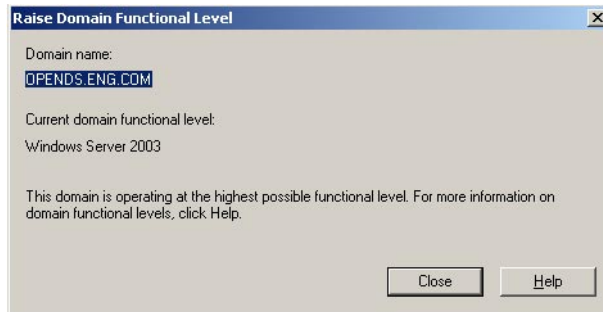 Raise Domain Functional Level
Domain name:
OPENDS.ENG.COM
Current domain functional level:
Windows Server 2003
This domain is operating at the highest possible functional level. For more information on
domain functional levels, click Help.
Close Help